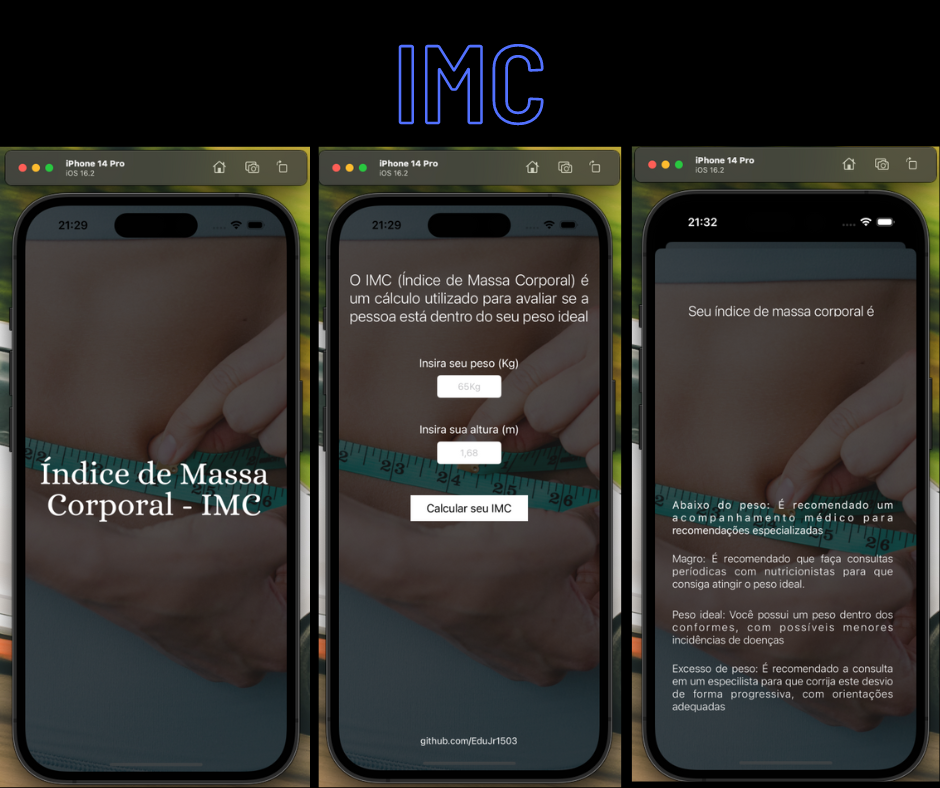 IMC
iPhone 14 Pro
iOS 16.2
21:29
Índice de Massa
Corporal - IMC
iPhone 14 Pro
iOS 16.2
21:29
O IMC (Índice de Massa Corporal) é
um cálculo utilizado para avaliar se a
pessoa está dentro do seu peso ideal
Insira seu peso (Kg)
65Kg
Insira sua altura (m)
1,68
Calcular seu IMC
github.com/EduJr1503
iPhone 14 Pro
iOS 16.2
21:32
Seu índice de massa corporal é
Abaixo do peso: É recomendado um
acompanhamento médico para
recomendações especializadas
Magro: É recomendado que faça consultas
períodicas com nutricionistas para que
consiga atingir o peso ideal.
Peso ideal: Você possui um peso dentro dos
conformes, com possíveis menores
incidências de doenças
Excesso de peso: É recomendado a consulta
em um especilista para que corrija este desvio
de forma progressiva, com orientações
adequadas